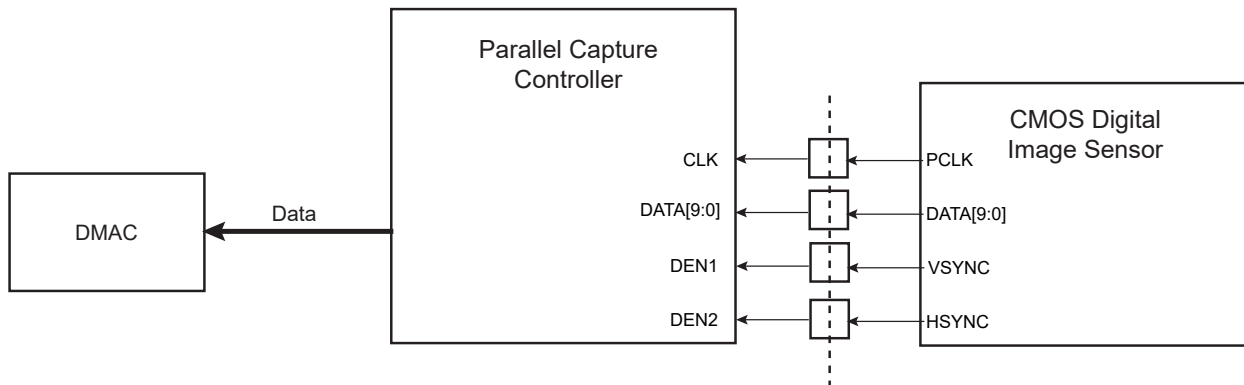 Parallel Capture
Controller
CMOS Digital
Image Sensor
CLK
PCLK
DATA[9:0]
DATA[9:0]
Data
DMAC
DEN1
VSYNC
DEN2
HSYNC